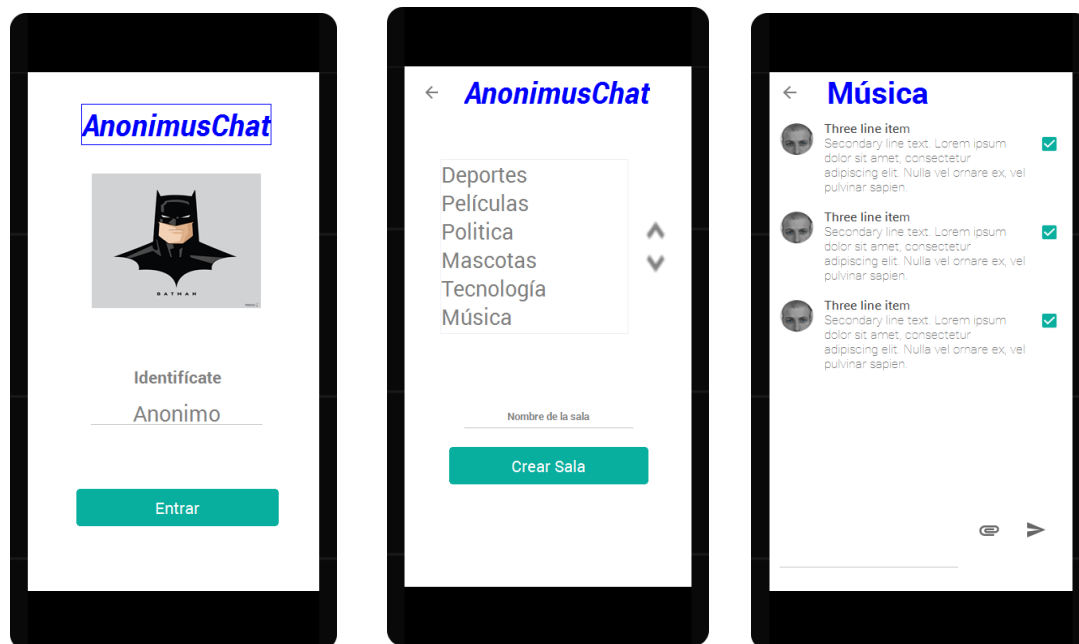 AnonimusChat
BATMAN
Identifícate
Anonimo
Entrar
AnonimusChat
Deportes
Películas
Politica
Mascotas
Tecnología
Música
Nombre de la sala
Crear Sala
Música
Three line item
Secondary line text. Lorem ipsum
dolor sit amet, consectetur
adipiscing elit. Nulla vel ornare ex, vel
pulvinar sapien.
Three line item
Secondary line text. Lorem ipsum
dolor sit amet, consectetur
adipiscing elit. Nulla vel ornare ex, vel
pulvinar sapien.
Three line item
Secondary line text. Lorem ipsum
dolor sit amet, consectetur
adipiscing elit. Nulla vel ornare ex, vel
pulvinar sapien.